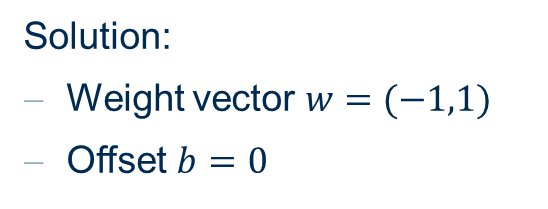 Solution:
– Weight vector w = (−1,1)
– Offset b = 0